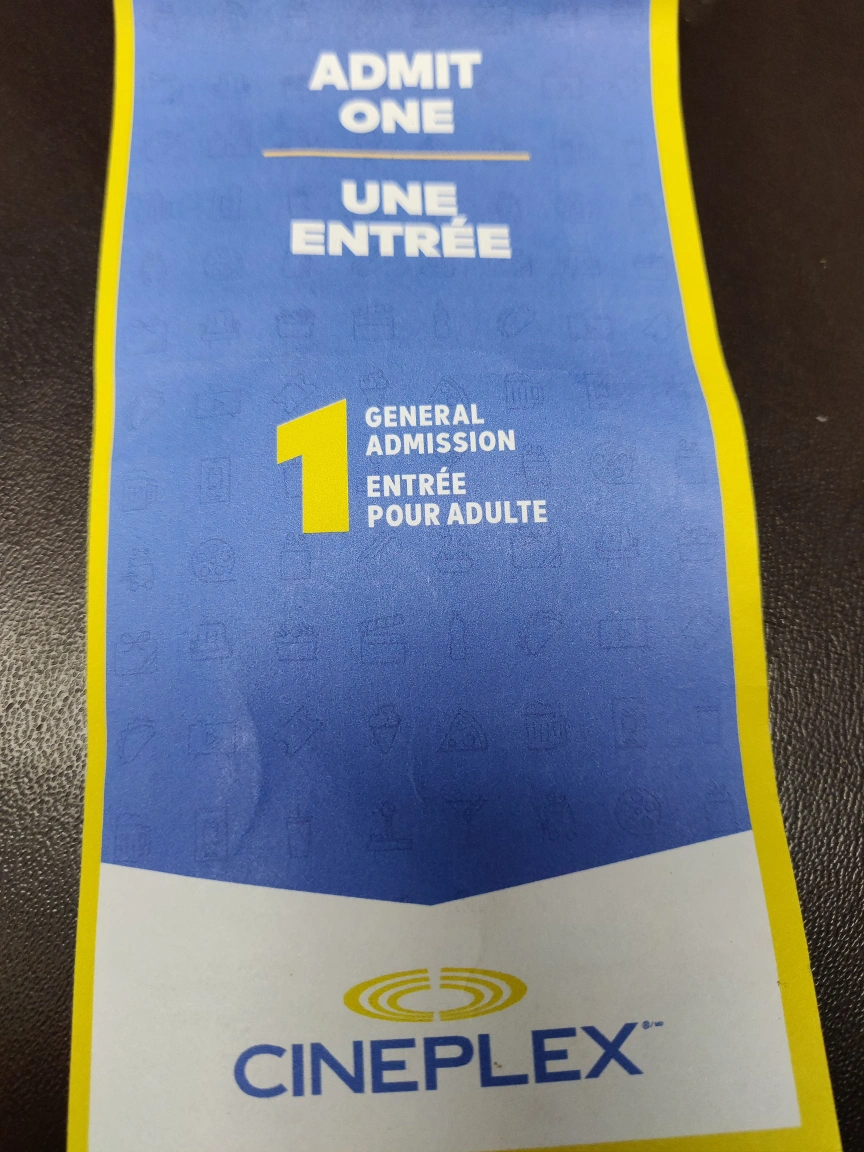 ADMIT
ONE
UNE
ENTRÉE
1
GENERAL
ADMISSION
ENTRÉE
POUR ADULTE
CINEPLEX